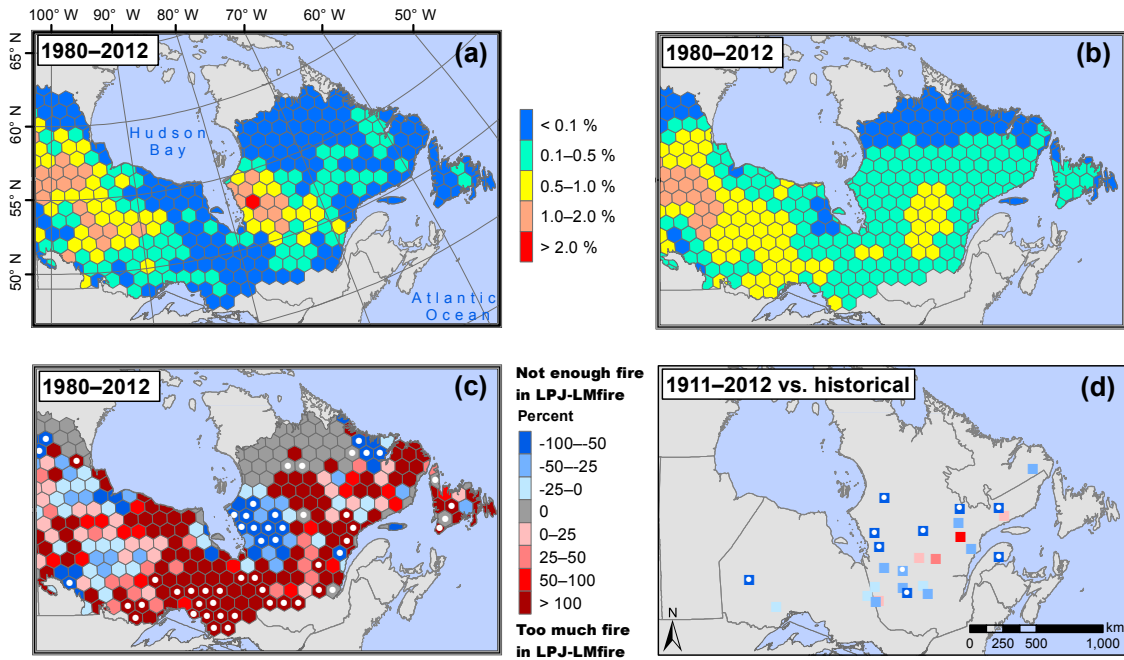 100° W 90° W 80° W 70° W 60° W 50° W
65° N
60° N
55° N
50° N
1980–2012
(a)
Hudson
Bay
Atlantic
Ocean
< 0.1 %
0.1–0.5 %
0.5–1.0 %
1.0–2.0 %
> 2.0 %
1980–2012
(b)
1980–2012
(c)
Not enough fire
in LPJ-LMfire
Percent
-100–-50
-50–-25
-25–0
0
0–25
25–50
50–100
> 100
Too much fire
in LPJ-LMfire
1911–2012 vs. historical
(d)
N
km
0 250 500 1,000